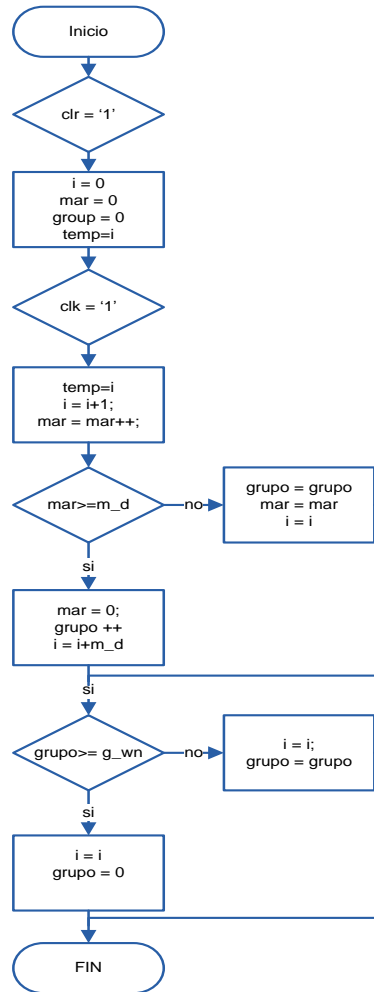 Inicio
clr = ‘1’
i = 0
mar = 0
group = 0
temp=i
clk = ‘1’
temp=i
i = i+1;
mar = mar++;
mar>=m_d
no
grupo = grupo
mar = mar
i = i
si
mar = 0;
grupo ++
i = i+m_d
si
grupo>= g_wn
no
i = i;
grupo = grupo
si
i = i
grupo = 0
FIN